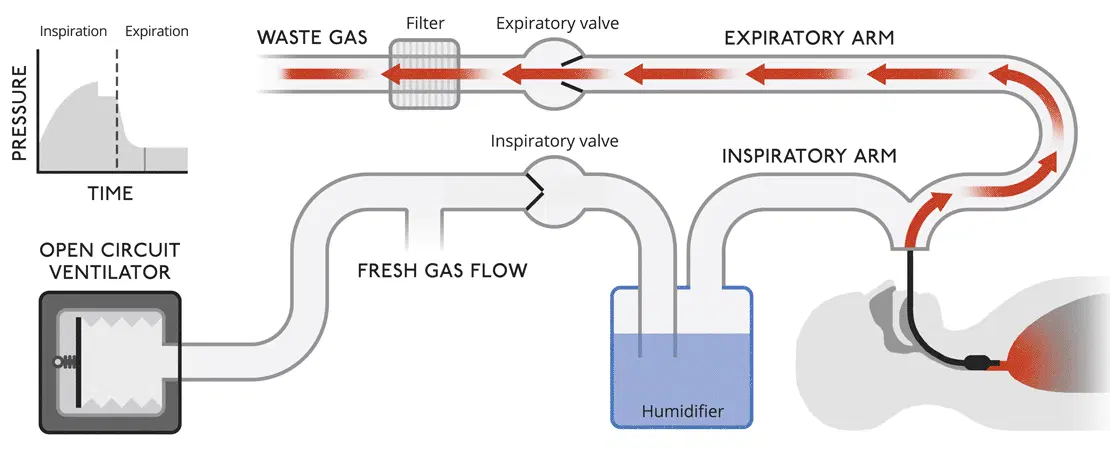 Inspiration Expiration
PRESSURE
TIME
WASTE GAS
Filter
Expiratory valve
EXPIRATORY ARM
Inspiratory valve
INSPIRATORY ARM
OPEN CIRCUIT
VENTILATOR
FRESH GAS FLOW
Humidifier